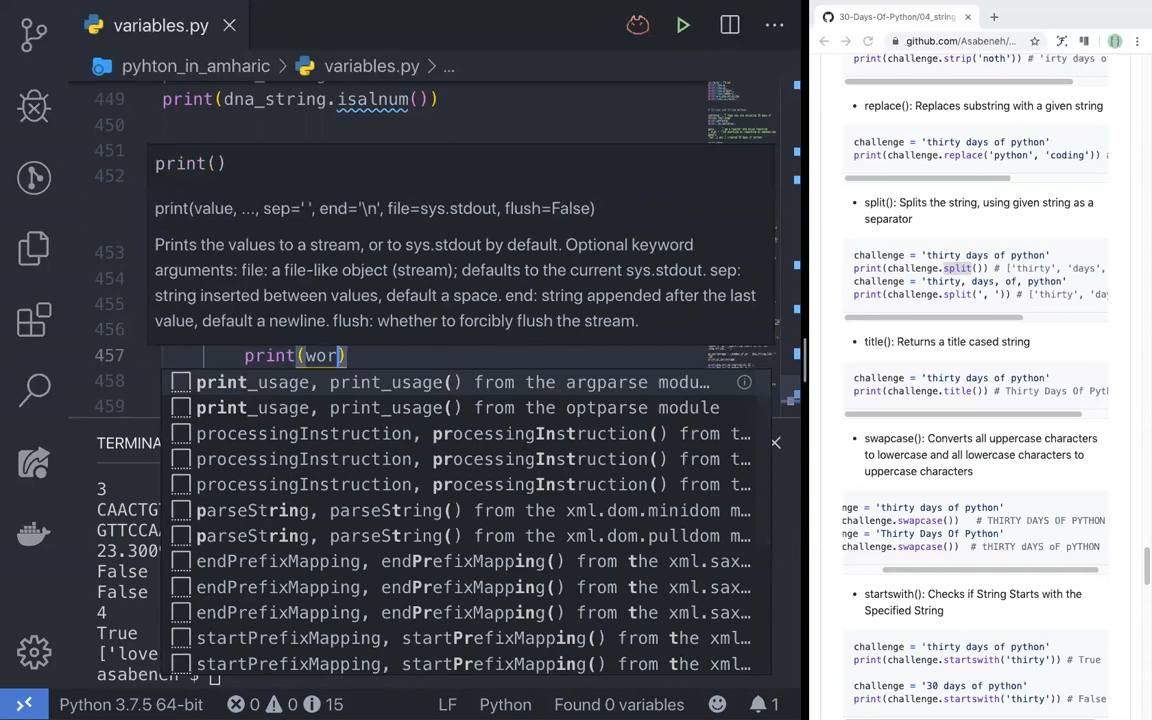 variables.py
pyhton_in_amharic > variables.py > ...
449 print(dna_string.isalnum())
450
451
452
print()
print(value, ..., sep=' ', end='\n', file=sys.stdout, flush=False)
Prints the values to a stream, or to sys.stdout by default. Optional keyword
arguments: file: a file-like object (stream); defaults to the current sys.stdout. sep:
string inserted between values, default a space. end: string appended after the last
value, default a newline. flush: whether to forcibly flush the stream.
453
454
455
456
457 print(wor)
458
459
print_usage, print_usage() from the argparse modu…
print_usage, print_usage() from the optparse module
processingInstruction, processingInstruction() from t…
processingInstruction, processingInstruction() from t…
processingInstruction, processingInstruction() from t…
parseString, parseString() from the xml.dom.minidom m…
parseString, parseString() from the xml.dom.pulldom m…
endPrefixMapping, endPrefixMapping() from the xml.sax…
endPrefixMapping, endPrefixMapping() from the xml.sax…
endPrefixMapping, endPrefixMapping() from the xml.sax…
startPrefixMapping, startPrefixMapping() from the xml…
startPrefixMapping, startPrefixMapping() from the xml…
TERMINA
3
CAACTGT
GTTCCA
23.300
False
False
4
True
['love
asabench $
Python 3.7.5 64-bit 0 0 15 LF Python Found 0 variables 1
30-Days-Of-Python/04_string
github.com/Asabeneh/...
print(challenge.strip('noth')) # 'irty days o
• replace(): Replaces substring with a given string
challenge = 'thirty days of python'
print(challenge.replace('python', 'coding')) #
• split(): Splits the string, using given string as a
separator
challenge = 'thirty days of python'
print(challenge.split()) # ['thirty', 'days',
challenge = 'thirty, days, of, python'
print(challenge.split(', ')) # ['thirty', 'da
• title(): Returns a title cased string
challenge = 'thirty days of python'
print(challenge.title()) # Thirty Days Of Pyt
• swapcase(): Converts all uppercase characters
to lowercase and all lowercase characters to
uppercase characters
nge = 'thirty days of python'
challenge.swapcase()) # THIRTY DAYS OF PYTHON
nge = 'Thirty Days Of Python'
challenge.swapcase()) # tHIRTY dAYS oF pYTHON
• startswith(): Checks if String Starts with the
Specified String
challenge = 'thirty days of python'
print(challenge.startswith('thirty')) # True
challenge = '30 days of python'
print(challenge.startswith('thirty')) # False